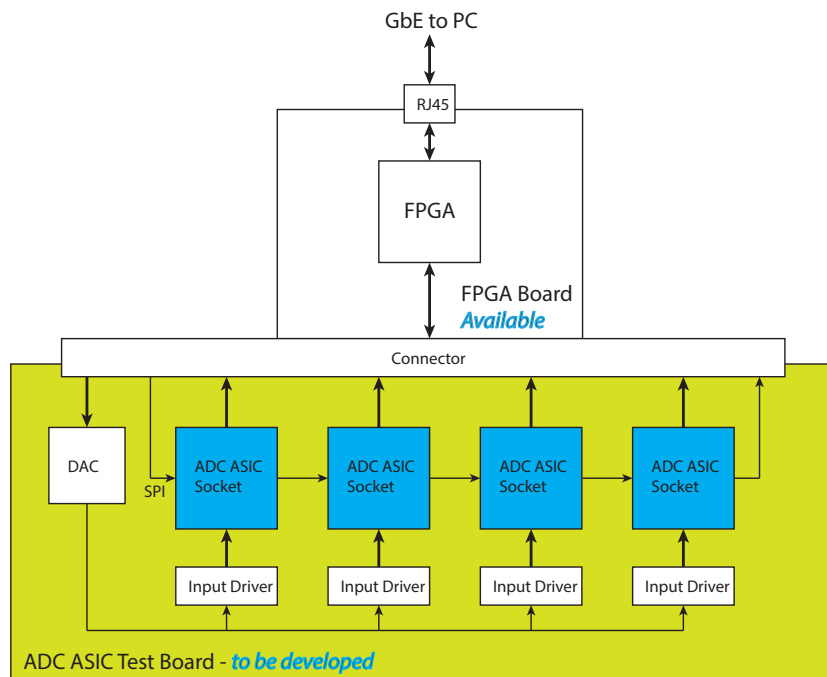 GbE to PC
RJ45
FPGA
FPGA Board
Available
Connector
DAC
SPI
ADC ASIC
Socket
ADC ASIC
Socket
ADC ASIC
Socket
ADC ASIC
Socket
Input Driver
Input Driver
Input Driver
Input Driver
ADC ASIC Test Board - to be developed